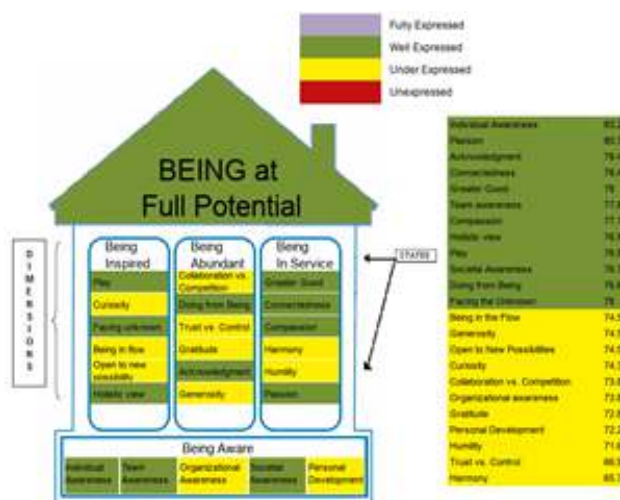 Fully Expressed
Well Expressed
Under Expressed
Unexpressed
BEING at
Full Potential
DIMENSIONS
STATES
Being
Inspired
Play
Curiosity
Facing unknown
Being in flow
Open to new
possibility
Holistic view
Being
Abundant
Collaboration vs.
Competition
Doing from Being
Trust vs. Control
Gratitude
Acknowledgment
Generosity
Being
In Service
Greater Good
Connectedness
Compassion
Harmony
Humility
Passion
Being Aware
Individual
Awareness
Team
Awareness
Organizational
Awareness
Societal
Awareness
Personal
Development
Individual Awareness
Passion
Acknowledgment
Connectedness
Greater Good
Team awareness
Compassion
Holistic view
Play
Societal Awareness
Doing from Being
Facing the Unknown
Being in the Flow
Generosity
Open to New Possibilities
Curiosity
Collaboration vs. Competition
Organizational awareness
Gratitude
Personal Development
Humility
Trust vs. Control
Harmony